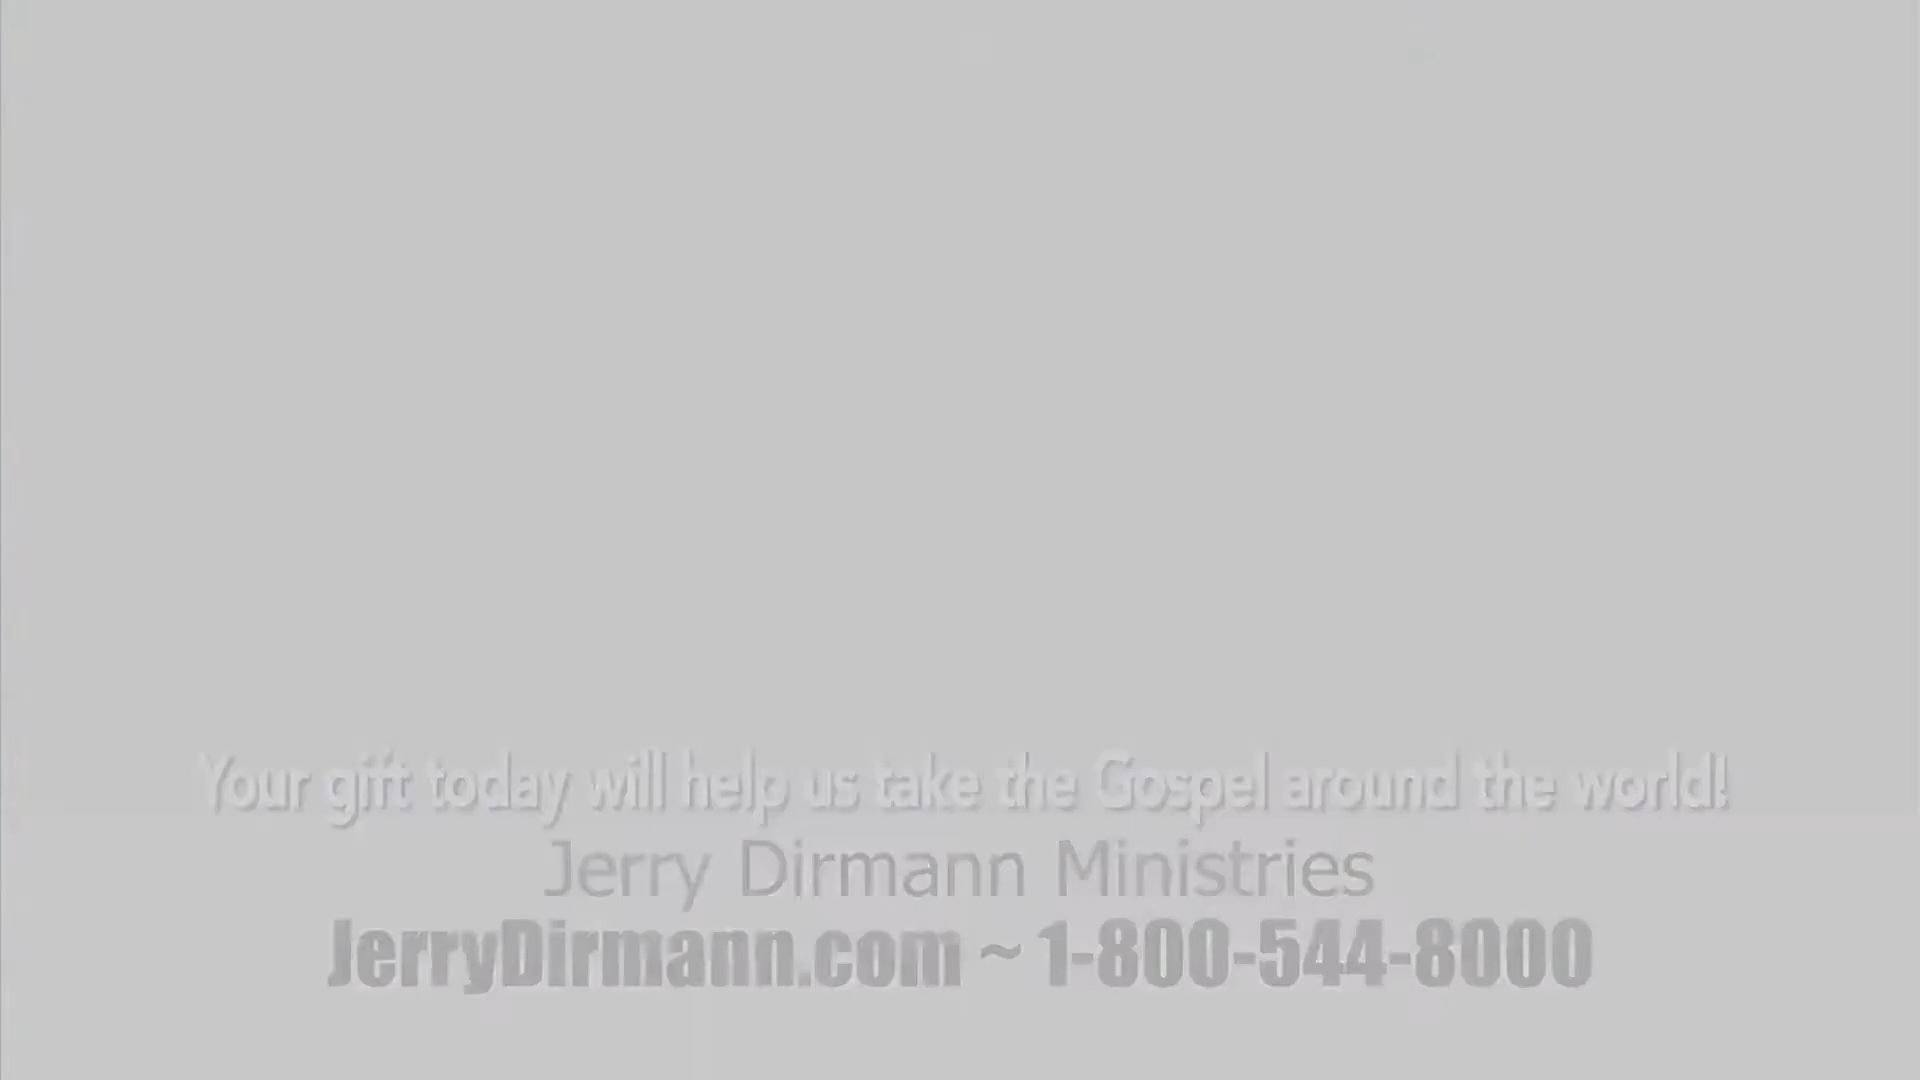 Your gift today will help us take the Gospel around the world!
Jerry Dirmann Ministries
JerryDirmann.com ~ 1-800-544-8000